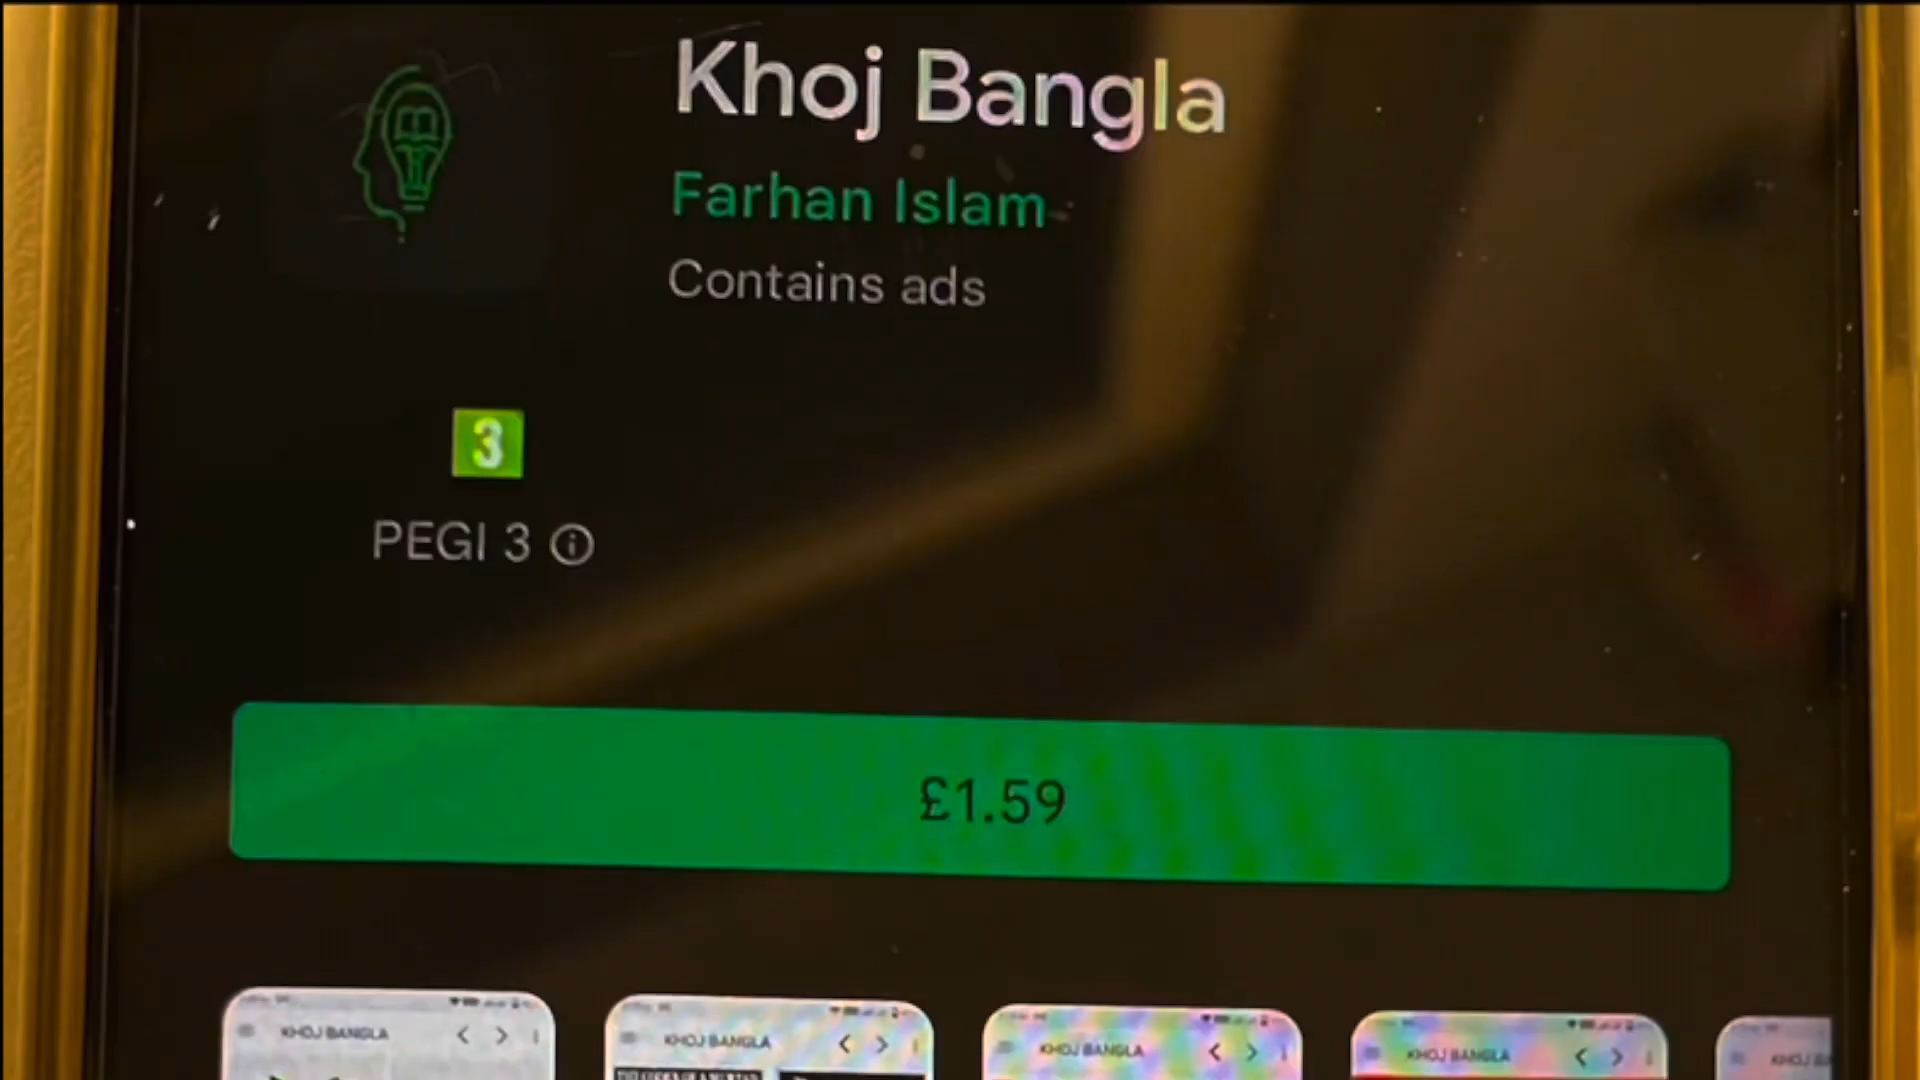 Khoj Bangla
Farhan Islam
Contains ads
3
PEGI 3
£1.59
KHOJ BANGLA
KHOJ BANGLA
KHOJ BANGLA
KHOJ BANGLA